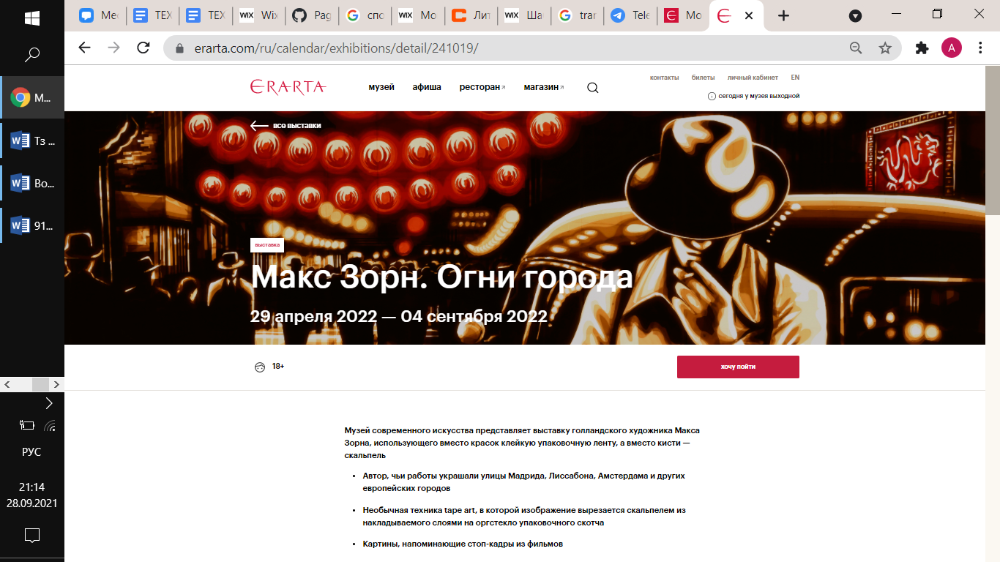 Мес
TEX
TEX
Wix
Pag
спо
Мо
Лит
Ша
tran
Tele
Мо
erarta.com/ru/calendar/exhibitions/detail/241019/
A
контакты билеты личный кабинет EN
ERARTA
музей афиша ресторан магазин
сегодня у музея выходной
все выставки
выставка
Макс Зорн. Огни города
29 апреля 2022 — 04 сентября 2022
18+
хочу пойти
Музей современного искусства представляет выставку голландского художника Макса
Зорна, использующего вместо красок клейкую упаковочную ленту, а вместо кисти —
скальпель
• Автор, чьи работы украшали улицы Мадрида, Лиссабона, Амстердама и других
европейских городов
• Необычная техника tape art, в которой изображение вырезается скальпелем из
накладываемого слоями на оргстекло упаковочного скотча
• Картины, напоминающие стоп-кадры из фильмов
M...
Тз ...
Во...
91...
РУС
21:14
28.09.2021